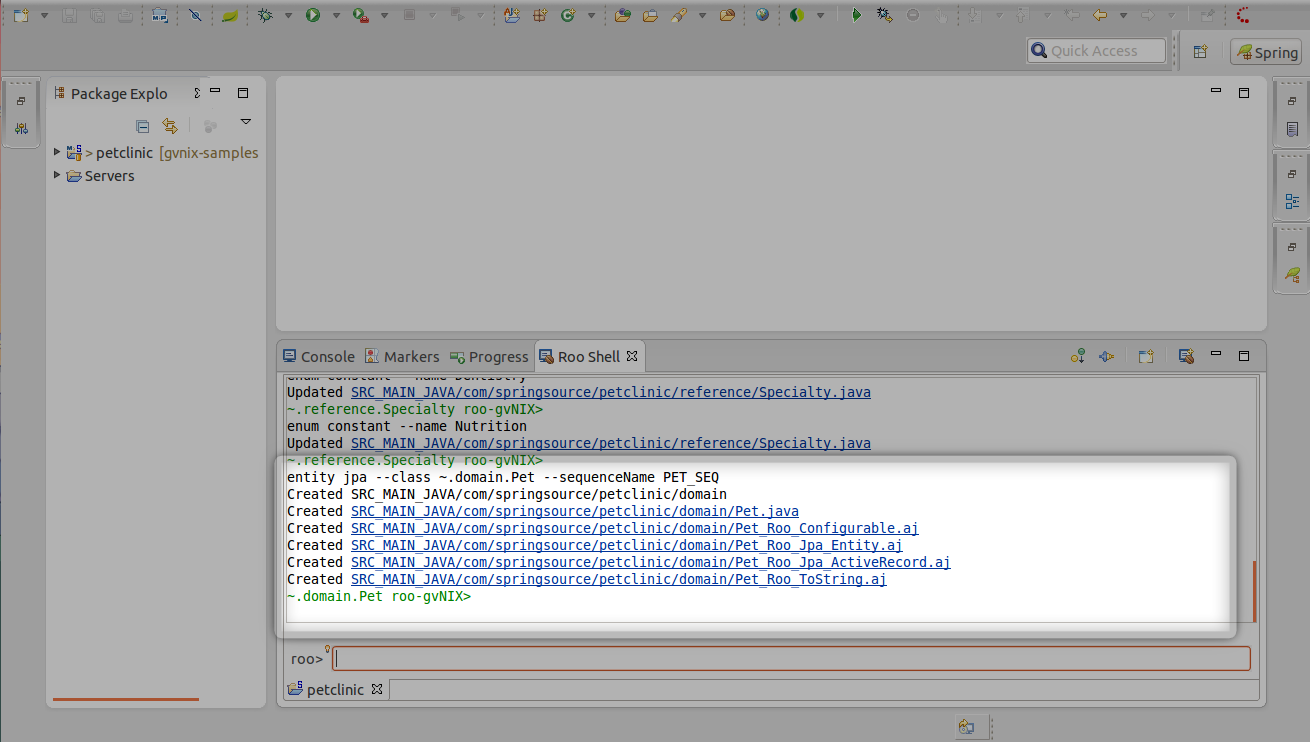 Quick Access
Spring
Package Explo
> petclinic [gvnix-samples
Servers
Console
Markers
Progress
Roo Shell
enum constant --name Dentistry
Updated SRC_MAIN_JAVA/com/springsource/petclinic/reference/Specialty.java
~.reference.Specialty roo-gvNIX>
enum constant --name Nutrition
Updated SRC_MAIN_JAVA/com/springsource/petclinic/reference/Specialty.java
~.reference.Specialty roo-gvNIX>
entity jpa --class ~.domain.Pet --sequenceName PET_SEQ
Created SRC_MAIN_JAVA/com/springsource/petclinic/domain
Created SRC_MAIN_JAVA/com/springsource/petclinic/domain/Pet.java
Created SRC_MAIN_JAVA/com/springsource/petclinic/domain/Pet_Roo_Configurable.aj
Created SRC_MAIN_JAVA/com/springsource/petclinic/domain/Pet_Roo_Jpa_Entity.aj
Created SRC_MAIN_JAVA/com/springsource/petclinic/domain/Pet_Roo_Jpa_ActiveRecord.aj
Created SRC_MAIN_JAVA/com/springsource/petclinic/domain/Pet_Roo_ToString.aj
~.domain.Pet roo-gvNIX>
roo>
petclinic